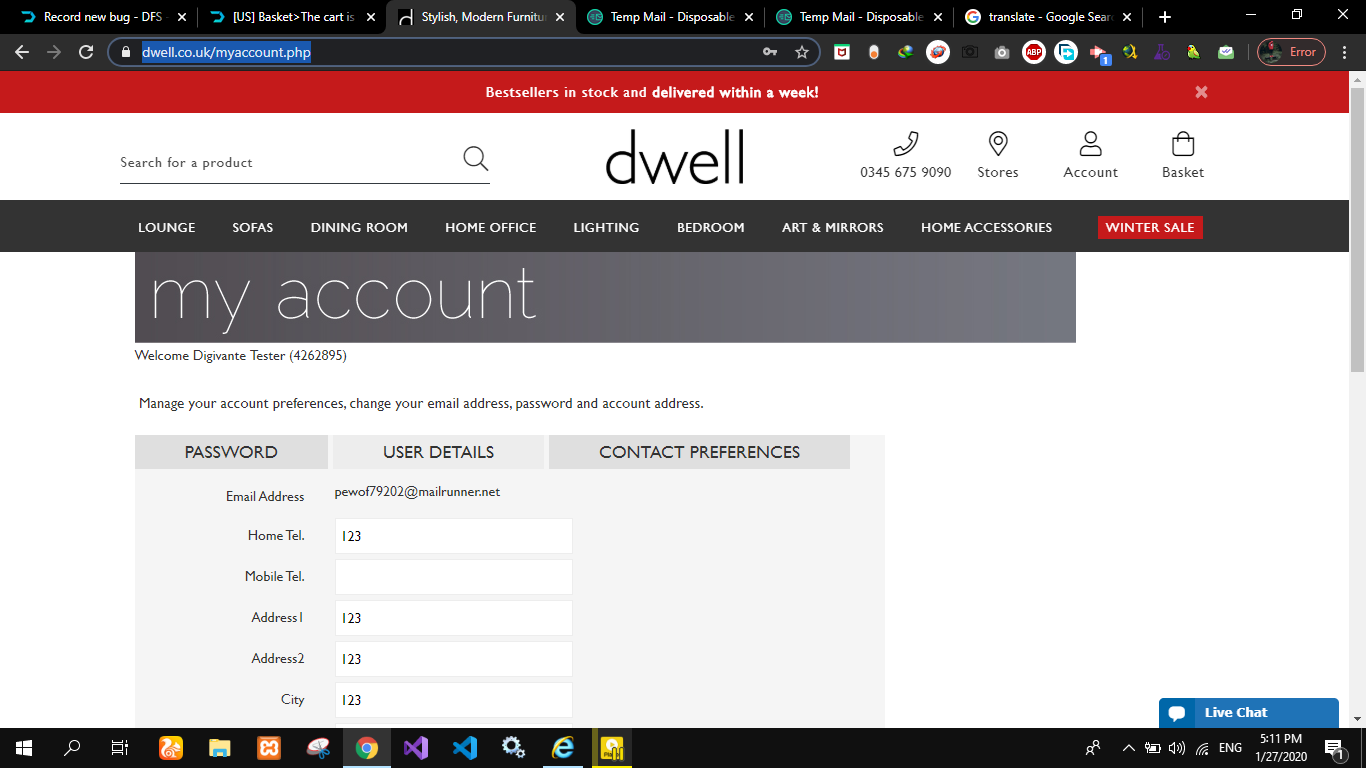 Record new bug - DFS -
[US] Basket>The cart is
Stylish, Modern Furnitu
Temp Mail - Disposable
Temp Mail - Disposable
translate - Google Sear
dwell.co.uk/myaccount.php
ABP
1
Error
Bestsellers in stock and delivered within a week!
Search for a product
dwell
0345 675 9090
Stores
Account
Basket
LOUNGE
SOFAS
DINING ROOM
HOME OFFICE
LIGHTING
BEDROOM
ART & MIRRORS
HOME ACCESSORIES
WINTER SALE
my account
Welcome Digivante Tester (4262895)
Manage your account preferences, change your email address, password and account address.
PASSWORD
USER DETAILS
CONTACT PREFERENCES
Email Address
pewof79202@mailrunner.net
Home Tel.
123
Mobile Tel.
Address1
123
Address2
123
City
123
Live Chat
ENG
5:11 PM
1/27/2020
1